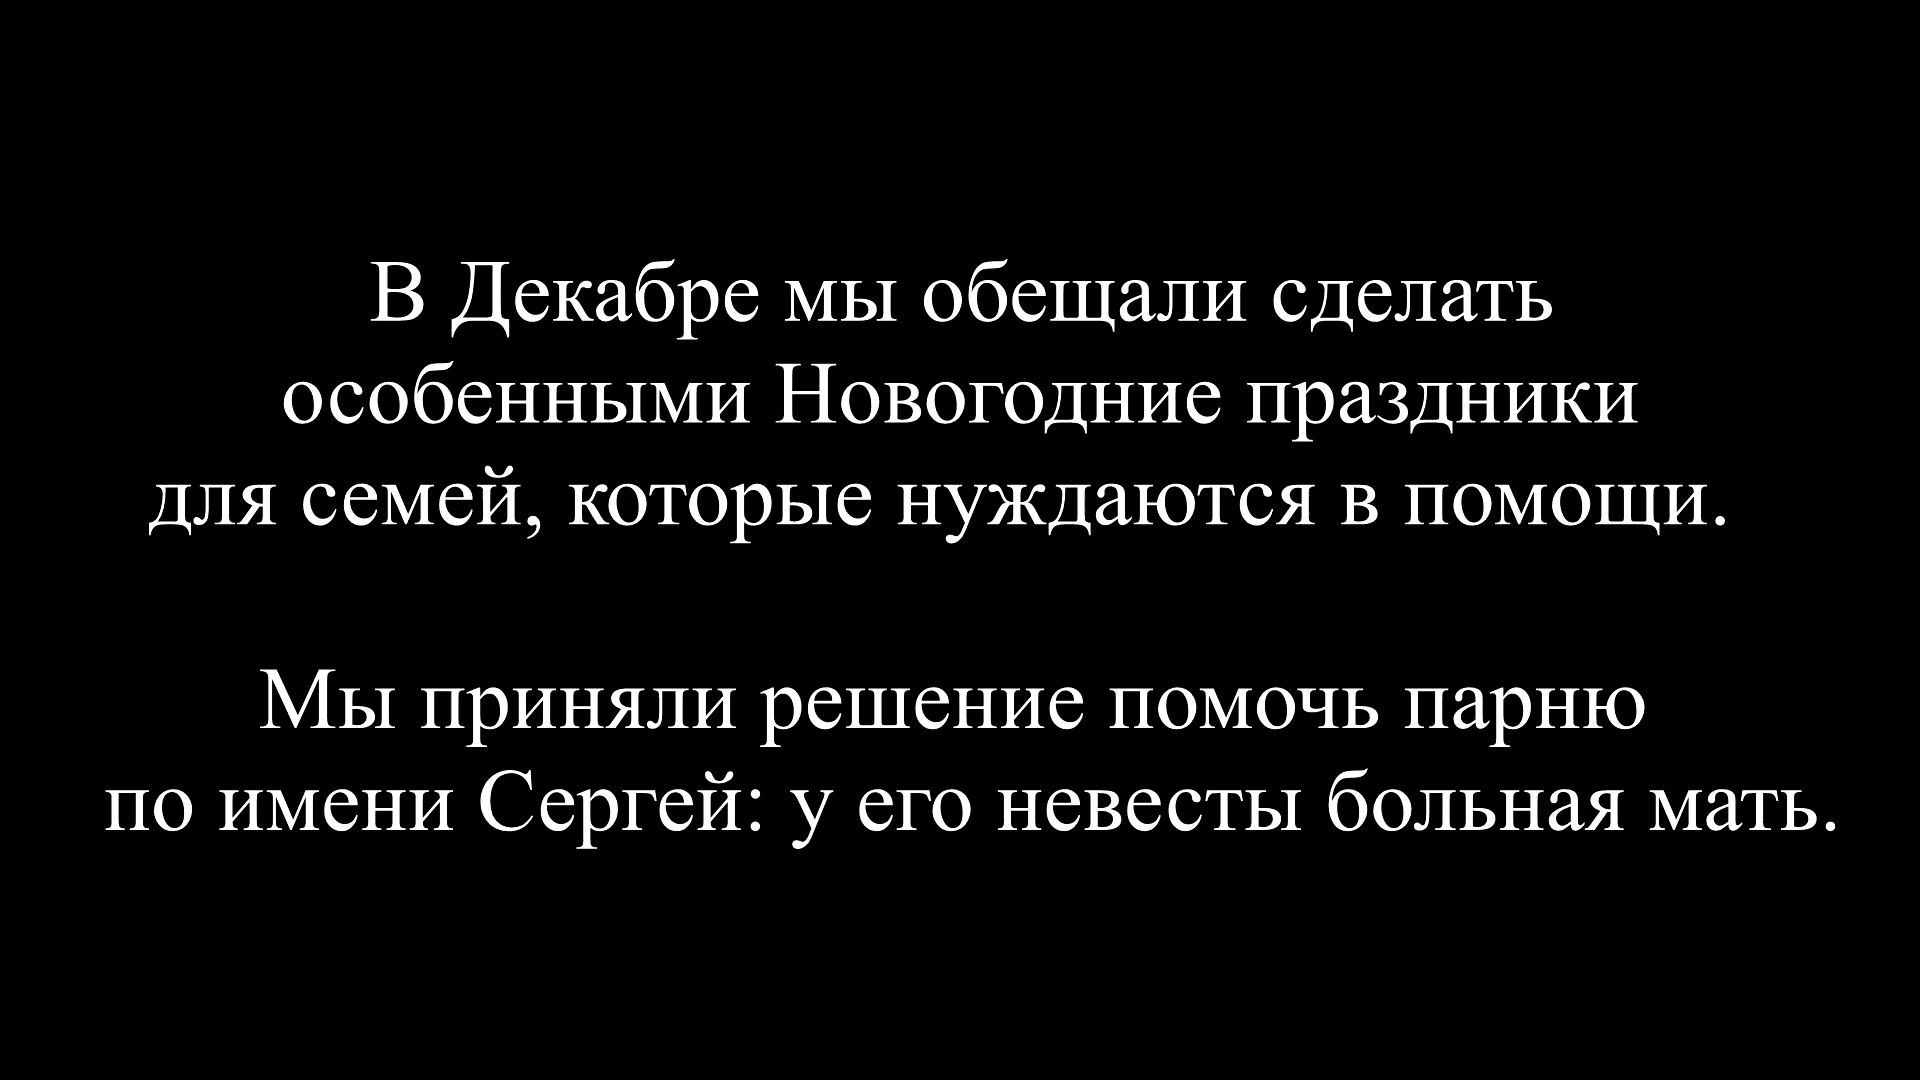 В Декабре мы обещали сделать
особенными Новогодние праздники
для семей, которые нуждаются в помощи.
Мы приняли решение помочь парню
по имени Сергей: у его невесты больная мать.